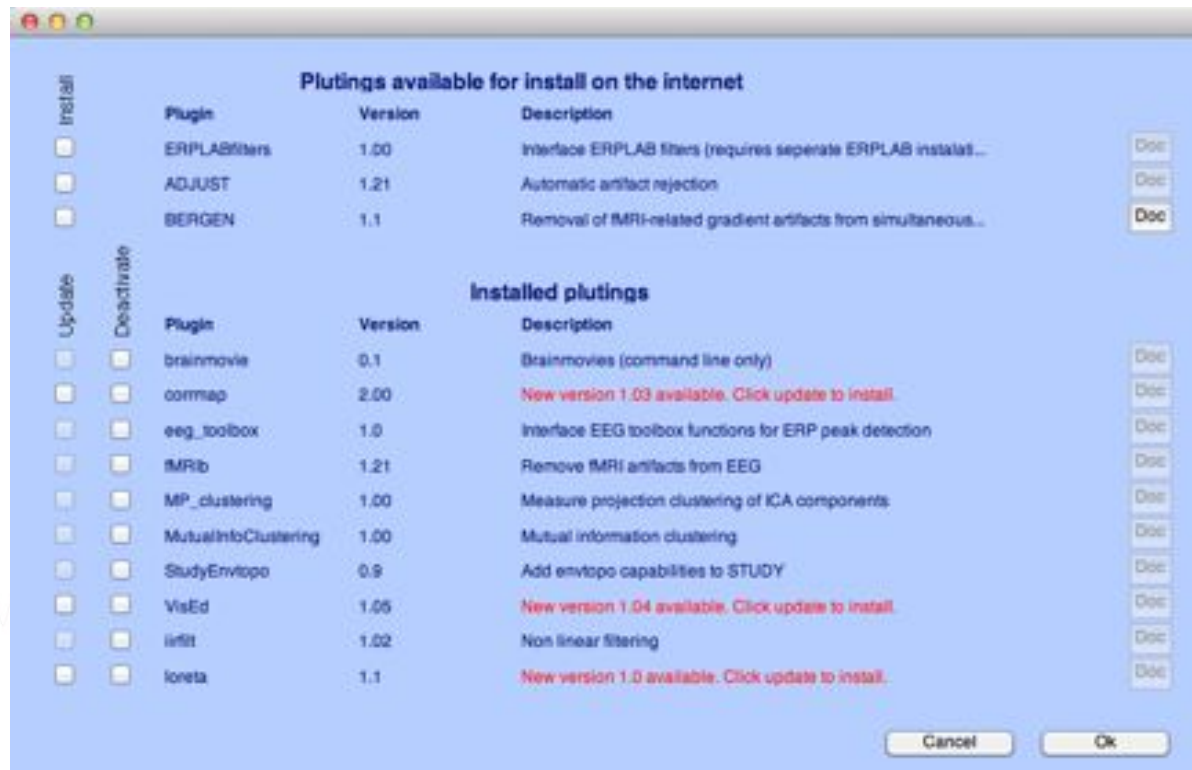 Install
Plutings available for install on the internet
Plugin Version Description
ERPLABfilters 1.00 Interface ERPLAB filters (requires seperate ERPLAB instalati... Doc
ADJUST 1.21 Automatic artifact rejection Doc
BERGEN 1.1 Removal of fMRI-related gradient artifacts from simultaneous... Doc
Update Deactivate
Installed plutings
Plugin Version Description
brainmovie 0.1 Brainmovies (command line only) Doc
corrmap 2.00 New version 1.03 available. Click update to install. Doc
eeg_toolbox 1.0 Interface EEG toolbox functions for ERP peak detection Doc
fMRIb 1.21 Remove fMRI artifacts from EEG Doc
MP_clustering 1.00 Measure projection clustering of ICA components Doc
MutualInfoClustering 1.00 Mutual information clustering Doc
StudyEnvtopo 0.9 Add envtopo capabilities to STUDY Doc
VisEd 1.05 New version 1.04 available. Click update to install. Doc
iirfilt 1.02 Non linear filtering Doc
loreta 1.1 New version 1.0 available. Click update to install. Doc
Cancel Ok